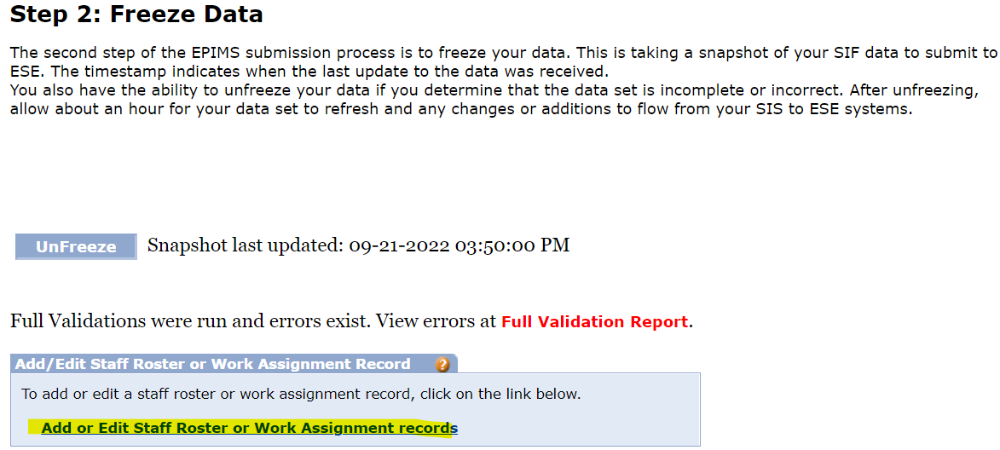 Step 2: Freeze Data
The second step of the EPIMS submission process is to freeze your data. This is taking a snapshot of your SIF data to submit to
ESE. The timestamp indicates when the last update to the data was received.
You also have the ability to unfreeze your data if you determine that the data set is incomplete or incorrect. After unfreezing,
allow about an hour for your data set to refresh and any changes or additions to flow from your SIS to ESE systems.
UnFreeze Snapshot last updated: 09-21-2022 03:50:00 PM
Full Validations were run and errors exist. View errors at Full Validation Report.
Add/Edit Staff Roster or Work Assignment Record ?
To add or edit a staff roster or work assignment record, click on the link below.
Add or Edit Staff Roster or Work Assignment records